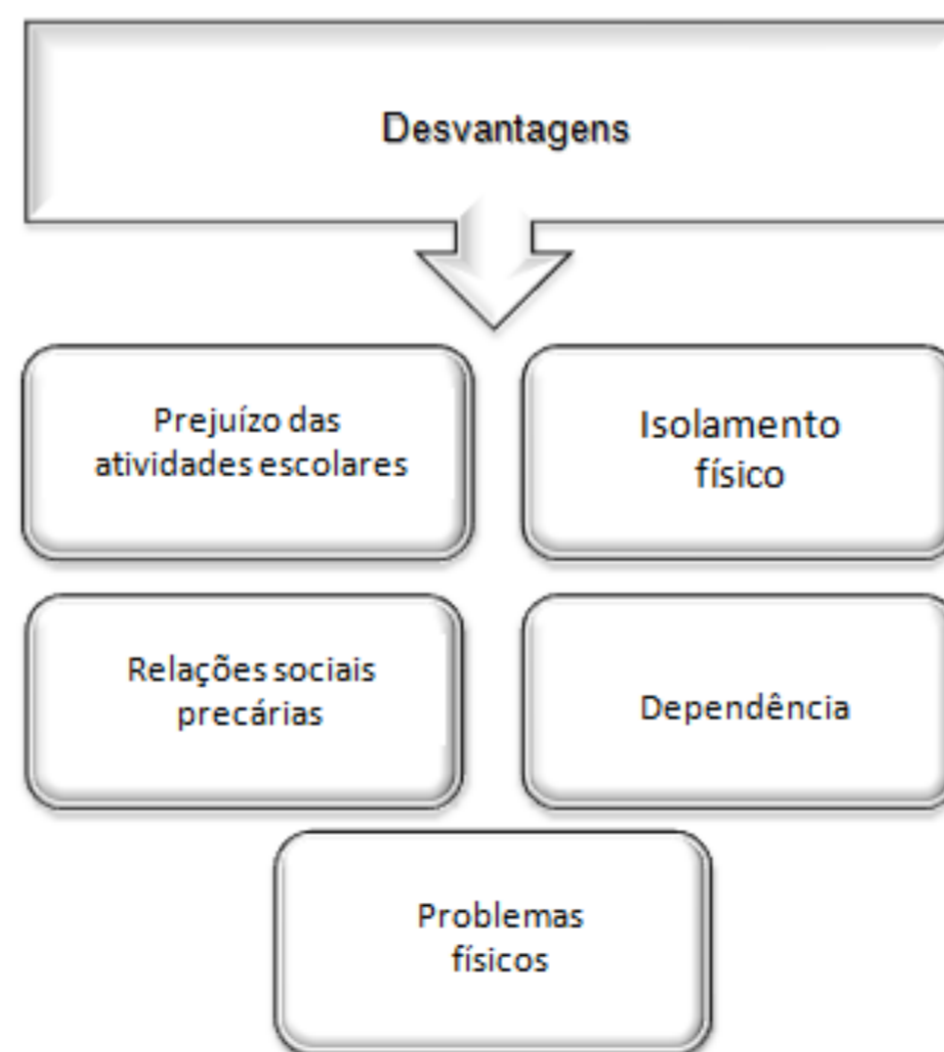 Desvantagens
Prejuízo das
atividades escolares
Isolamento
físico
Relações sociais
precárias
Dependência
Problemas
físicos